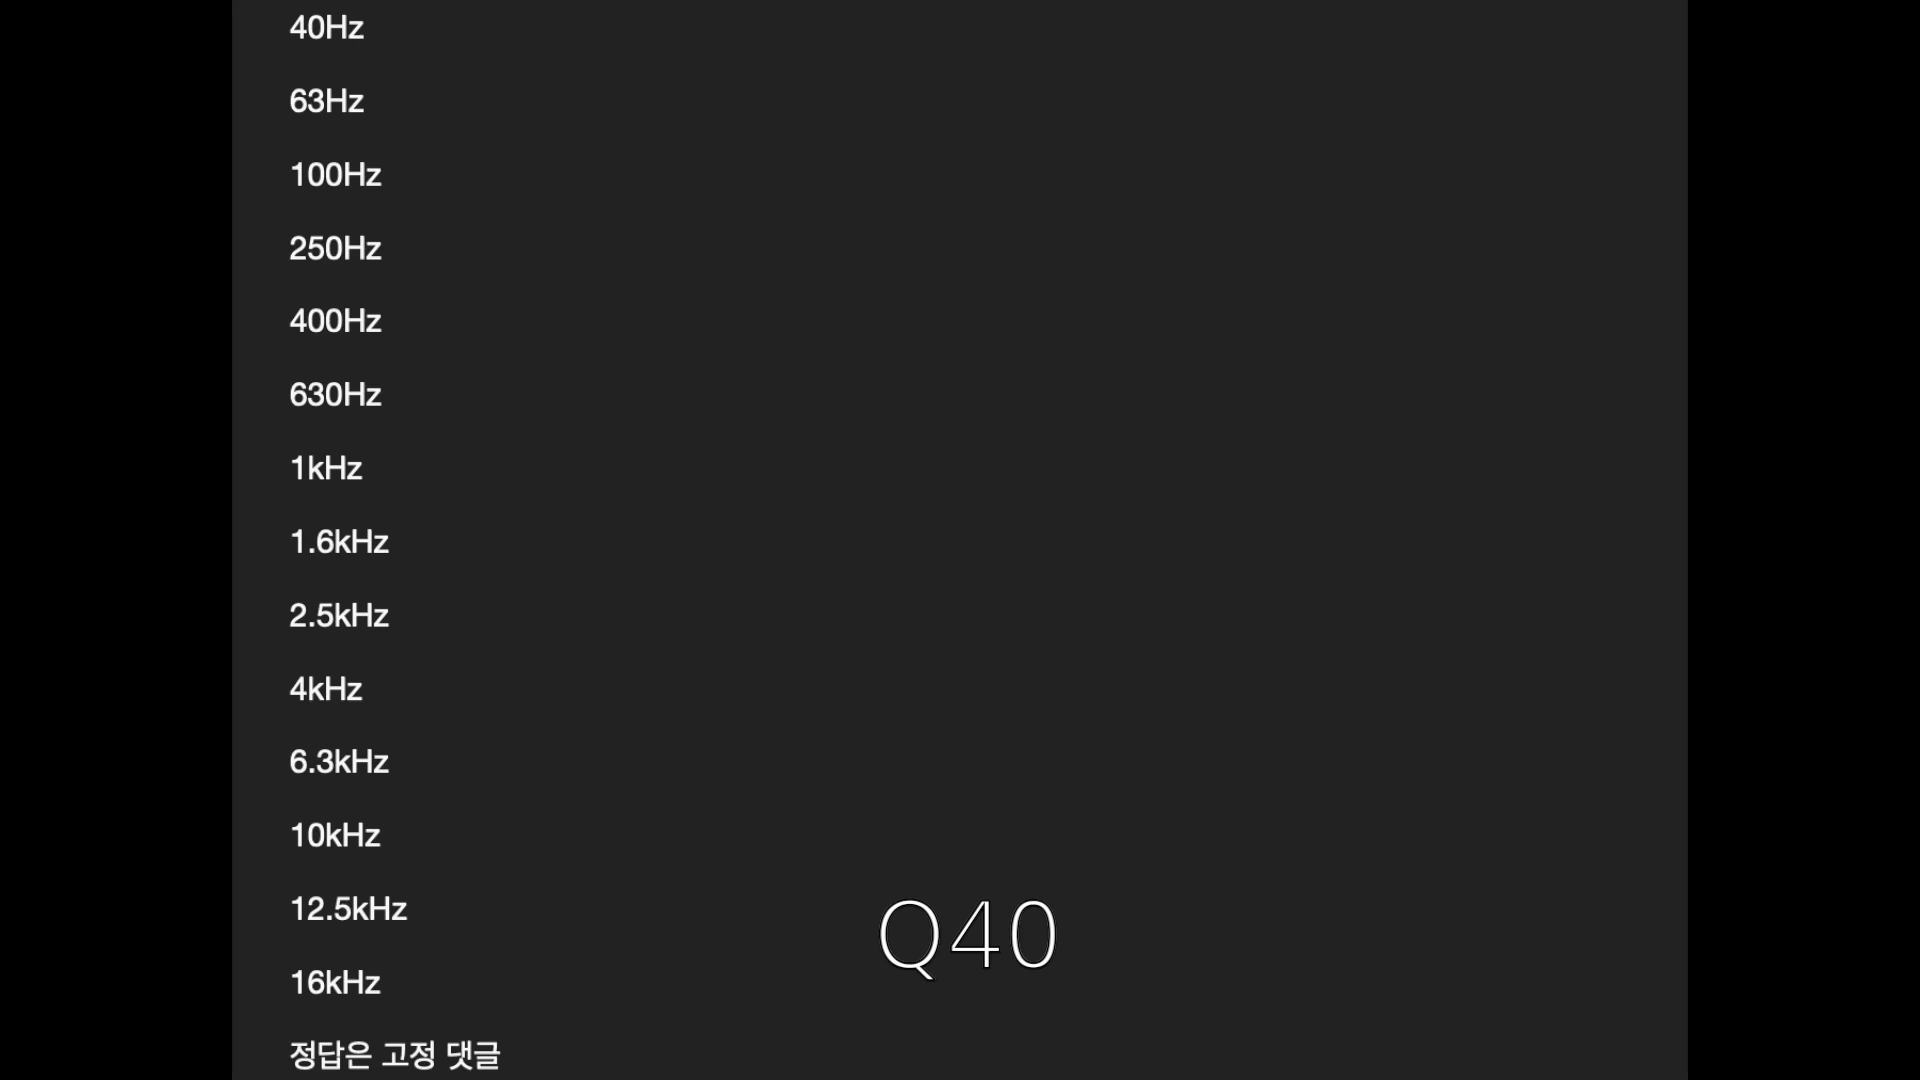 40Hz
63Hz
100Hz
250Hz
400Hz
630Hz
1kHz
1.6kHz
2.5kHz
4kHz
6.3kHz
10kHz
12.5kHz
Q40
16kHz
정답은 고정 댓글